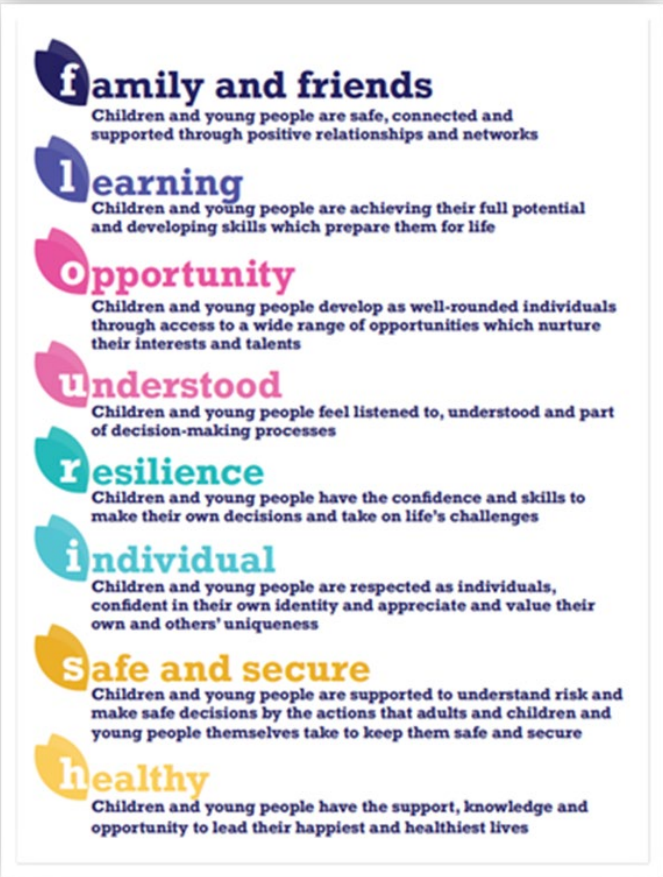 family and friends
Children and young people are safe, connected and
supported through positive relationships and networks
learning
Children and young people are achieving their full potential
and developing skills which prepare them for life
opportunity
Children and young people develop as well-rounded individuals
through access to a wide range of opportunities which nurture
their interests and talents
understood
Children and young people feel listened to, understood and part
of decision-making processes
resilience
Children and young people have the confidence and skills to
make their own decisions and take on life's challenges
individual
Children and young people are respected as individuals,
confident in their own identity and appreciate and value their
own and others' uniqueness
safe and secure
Children and young people are supported to understand risk and
make safe decisions by the actions that adults and children and
young people themselves take to keep them safe and secure
healthy
Children and young people have the support, knowledge and
opportunity to lead their happiest and healthiest lives